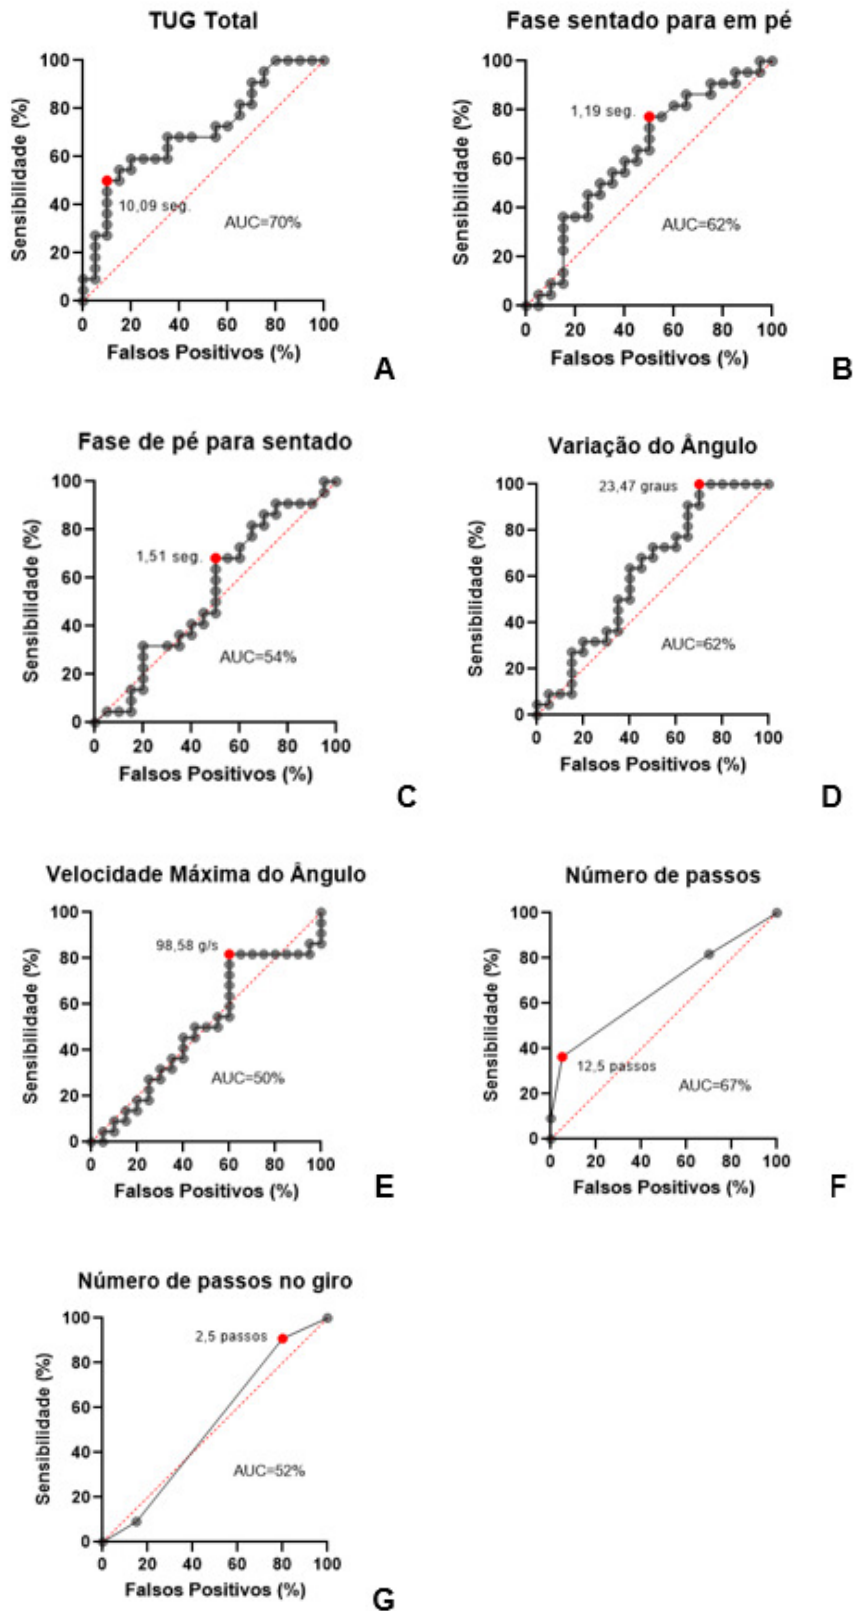 TUG Total
100
80
60
40
20
0
Sensibilidade (%)
10,09 seg.
AUC=70%
0 20 40 60 80 100
Falsos Positivos (%)
A
Fase sentado para em pé
100
80
60
40
20
0
Sensibilidade (%)
1,19 seg.
AUC=62%
0 20 40 60 80 100
Falsos Positivos (%)
B
Fase de pé para sentado
100
80
60
40
20
0
Sensibilidade (%)
1,51 seg.
AUC=54%
0 20 40 60 80 100
Falsos Positivos (%)
C
Variação do Ângulo
100
80
60
40
20
0
Sensibilidade (%)
23,47 graus
AUC=62%
0 20 40 60 80 100
Falsos Positivos (%)
D
Velocidade Máxima do Ângulo
100
80
60
40
20
0
Sensibilidade (%)
98,58 g/s
AUC=50%
0 20 40 60 80 100
Falsos Positivos (%)
E
Número de passos
100
80
60
40
20
0
Sensibilidade (%)
12,5 passos
AUC=67%
0 20 40 60 80 100
Falsos Positivos (%)
F
Número de passos no giro
100
80
60
40
20
0
Sensibilidade (%)
2,5 passos
AUC=52%
0 20 40 60 80 100
Falsos Positivos (%)
G